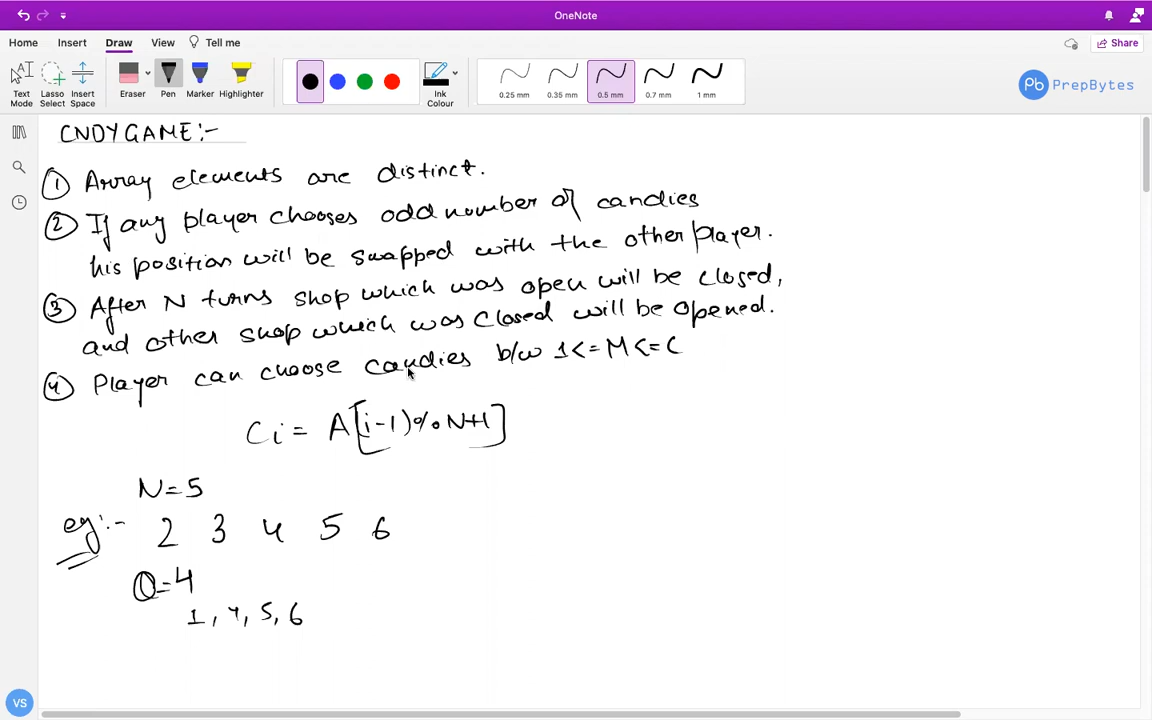 OneNote
Home Insert Draw View Tell me
Share
Text Mode
Lasso Select
Insert Space
Eraser
Pen
Marker
Highlighter
Ink Colour
0.25 mm 0.35 mm 0.5 mm 0.7 mm 1 mm
Pb PrepBytes
CNDYGAME:-
① Array elements are distinct.
② If any player chooses odd number of candies
his position will be swapped with the other player.
③ After N turns shop which was open will be closed,
and other shop which was closed will be opened.
④ Player can choose candies b/w 1<=M<=C
Ci = A[i-1)%N+1]
N=5
eg:- 2 3 4 5 6
Q=4
1, 4, 5, 6
VS